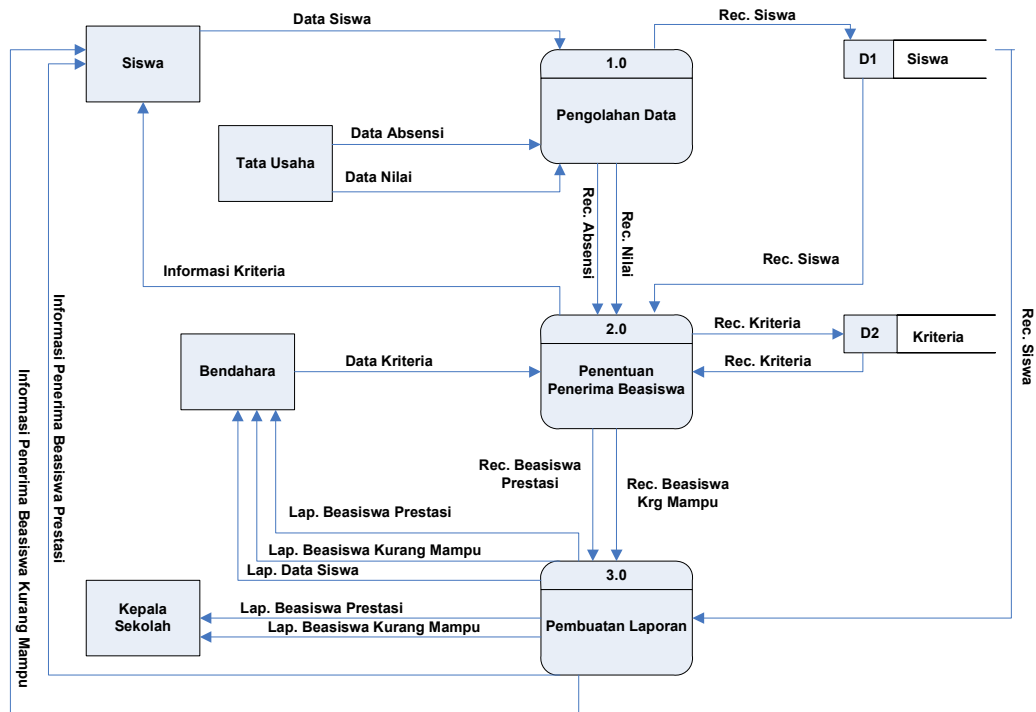 Data Siswa
Rec. Siswa
Siswa
1.0
Pengolahan Data
D1
Siswa
Data Absensi
Tata Usaha
Data Nilai
Rec. Absensi
Rec. Nilai
Rec. Siswa
Informasi Kriteria
2.0
Penentuan
Penerima Beasiswa
Rec. Kriteria
D2
Kriteria
Rec. Kriteria
Rec. Siswa
Bendahara
Data Kriteria
Informasi Penerima Beasiswa Kurang Mampu
Informasi Penerima Beasiswa Prestasi
Rec. Beasiswa
Prestasi
Rec. Beasiswa
Krg Mampu
Lap. Beasiswa Prestasi
Lap. Beasiswa Kurang Mampu
Lap. Data Siswa
3.0
Pembuatan Laporan
Kepala
Sekolah
Lap. Beasiswa Prestasi
Lap. Beasiswa Kurang Mampu